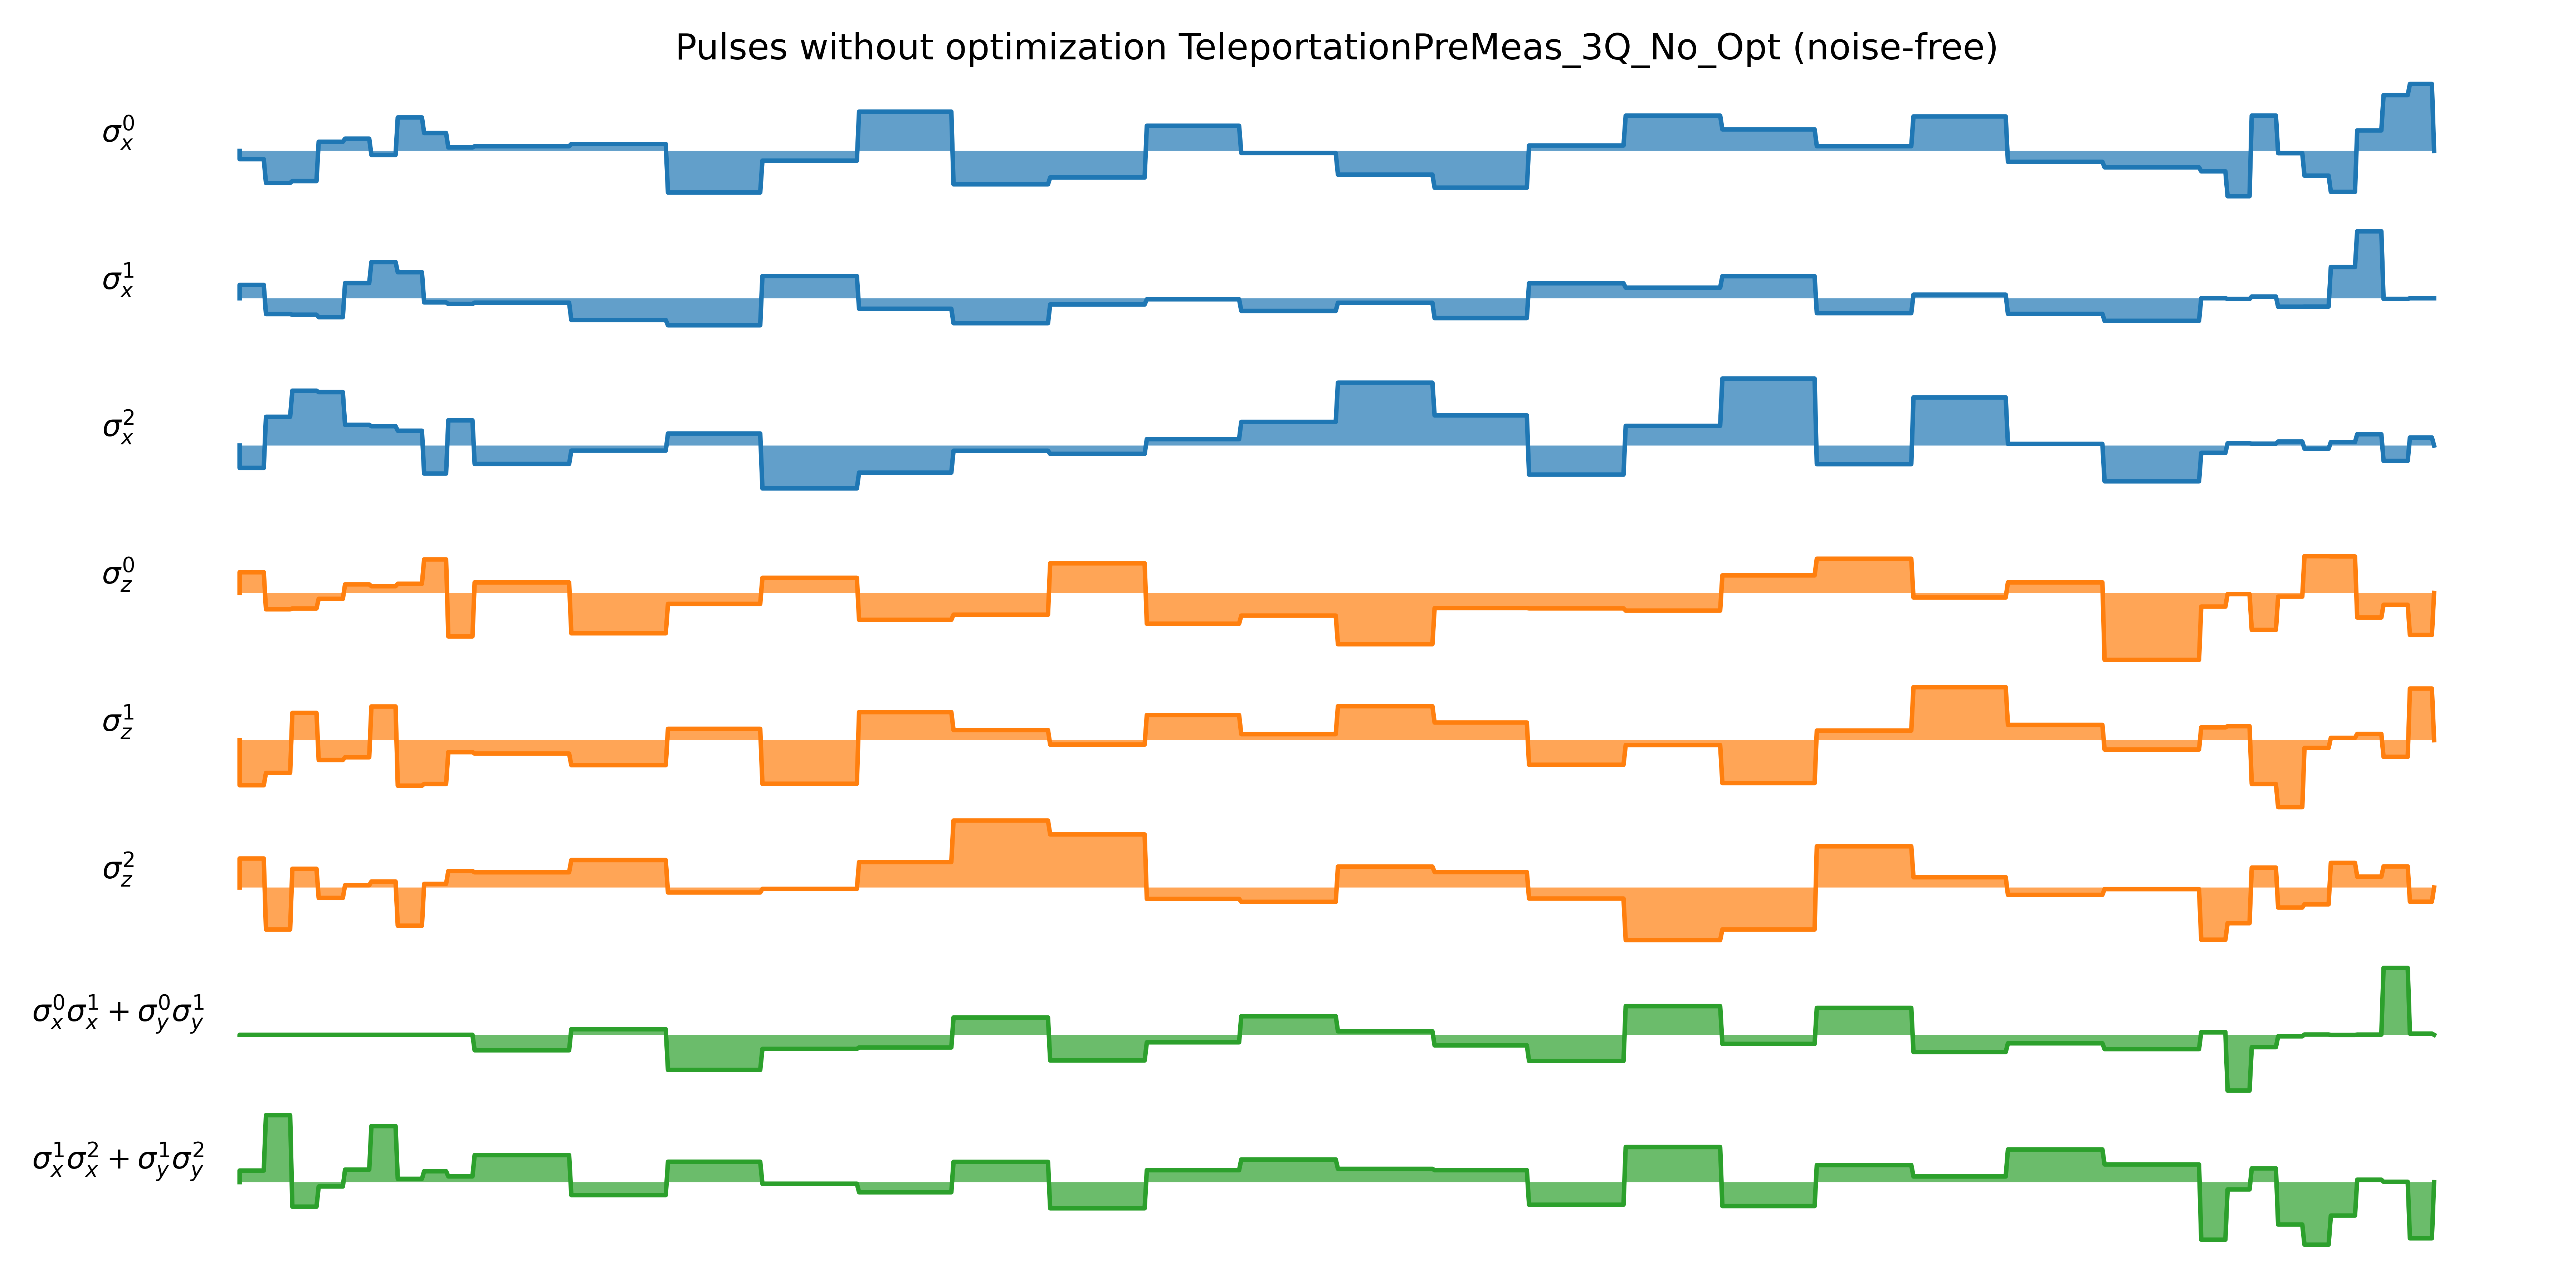 Pulses without optimization TeleportationPreMeas_3Q_No_Opt (noise-free)
σ_x^0
σ_x^1
σ_x^2
σ_z^0
σ_z^1
σ_z^2
σ_x^0σ_x^1 + σ_y^0σ_y^1
σ_x^1σ_x^2 + σ_y^1σ_y^2